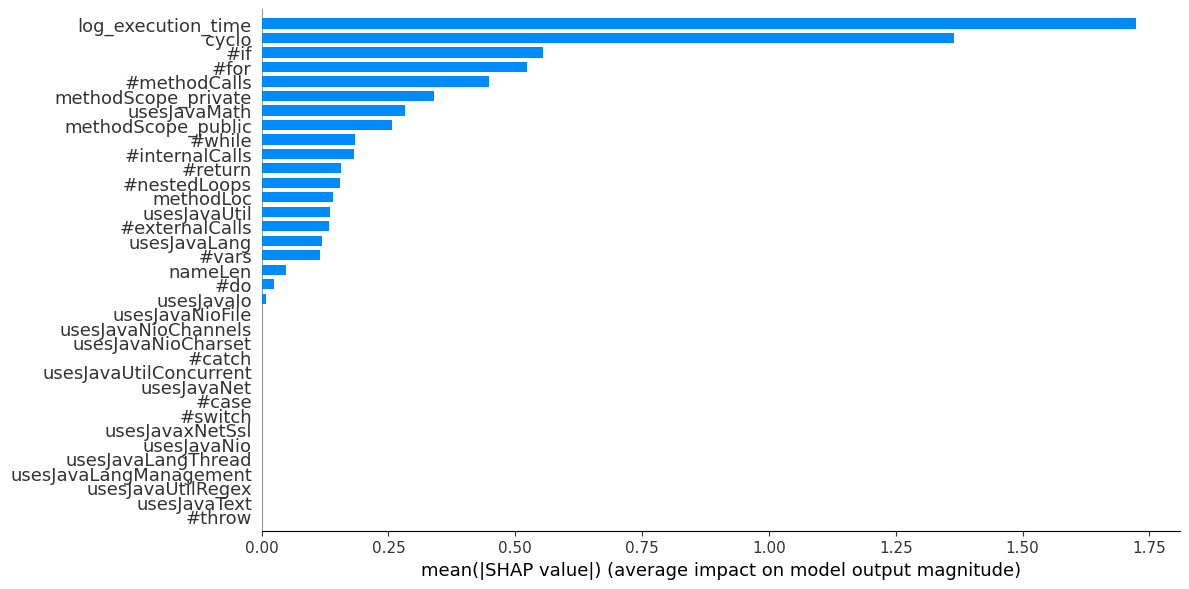 log_execution_time
cyclo
#if
#for
#methodCalls
methodScope_private
usesJavaMath
methodScope_public
#while
#internalCalls
#return
#nestedLoops
methodLoc
usesJavaUtil
#externalCalls
usesJavaLang
#vars
nameLen
#do
usesJavaIo
usesJavaNioFile
usesJavaNioChannels
usesJavaNioCharset
#catch
usesJavaUtilConcurrent
usesJavaNet
#case
#switch
usesJavaxNetSsl
usesJavaNio
usesJavaLangThread
usesJavaLangManagement
usesJavaUtilRegex
usesJavaText
#throw
0.00 0.25 0.50 0.75 1.00 1.25 1.50 1.75
mean(|SHAP value|) (average impact on model output magnitude)